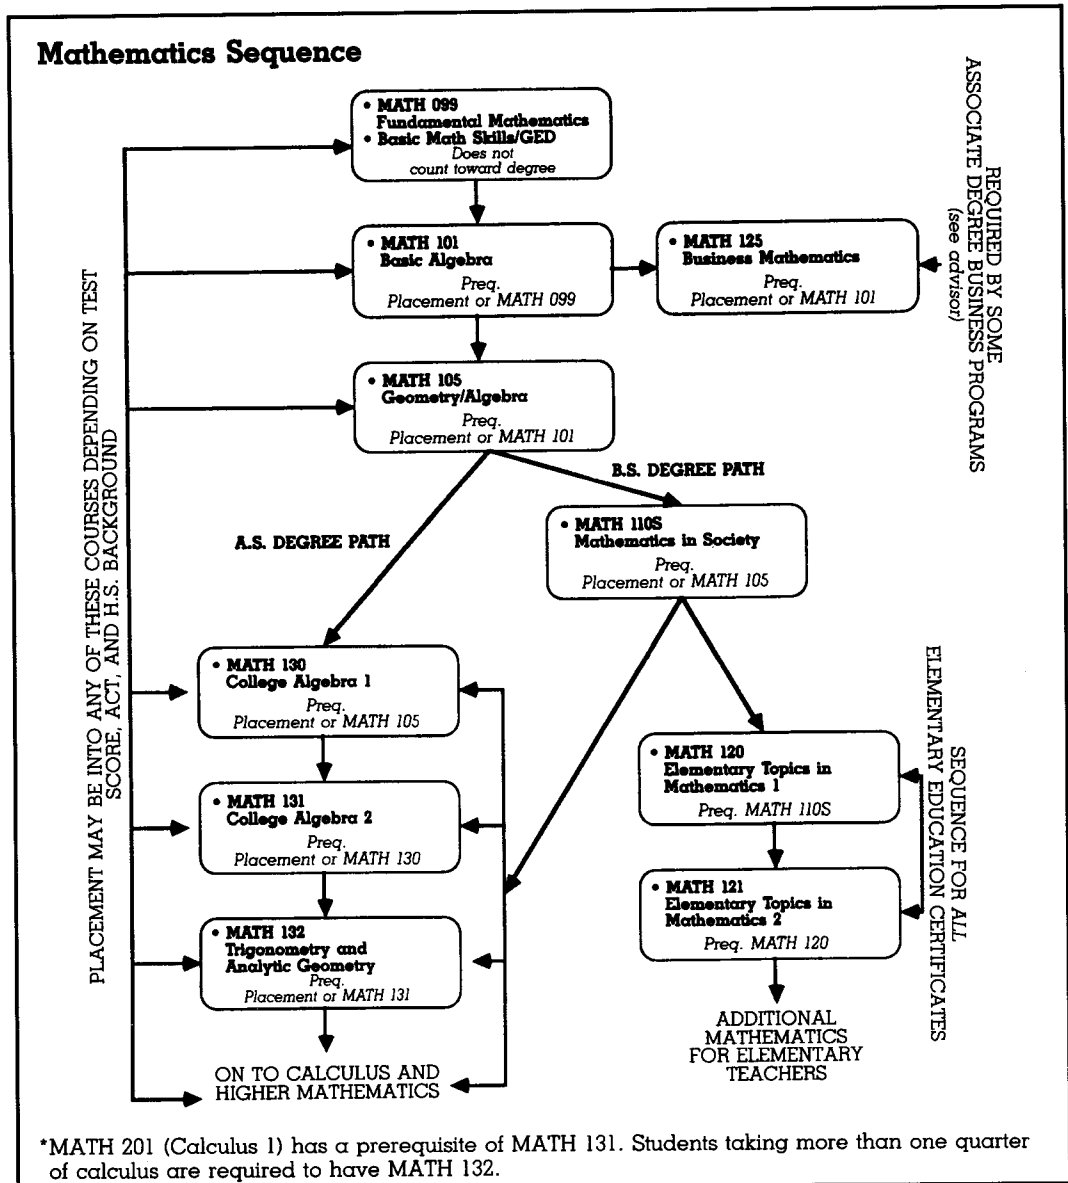 Mathematics Sequence
• MATH 099
Fundamental Mathematics
• Basic Math Skills/GED
Does not
count toward degree
• MATH 101
Basic Algebra
Preq.
Placement or MATH 099
• MATH 125
Business Mathematics
Preq.
Placement or MATH 101
REQUIRED BY SOME
ASSOCIATE DEGREE BUSINESS PROGRAMS
(see advisor)
• MATH 105
Geometry/Algebra
Preq.
Placement or MATH 101
PLACEMENT MAY BE INTO ANY OF THESE COURSES DEPENDING ON TEST
SCORE, ACT, AND H.S. BACKGROUND
A.S. DEGREE PATH
B.S. DEGREE PATH
• MATH 110S
Mathematics in Society
Preq.
Placement or MATH 105
• MATH 130
College Algebra 1
Preq.
Placement or MATH 105
• MATH 131
College Algebra 2
Preq.
Placement or MATH 130
• MATH 132
Trigonometry and
Analytic Geometry
Preq.
Placement or MATH 131
ON TO CALCULUS AND
HIGHER MATHEMATICS
• MATH 120
Elementary Topics in
Mathematics 1
Preq. MATH 110S
• MATH 121
Elementary Topics in
Mathematics 2
Preq. MATH 120
ADDITIONAL
MATHEMATICS
FOR ELEMENTARY
TEACHERS
SEQUENCE FOR ALL
ELEMENTARY EDUCATION CERTIFICATES
*MATH 201 (Calculus 1) has a prerequisite of MATH 131. Students taking more than one quarter
of calculus are required to have MATH 132.